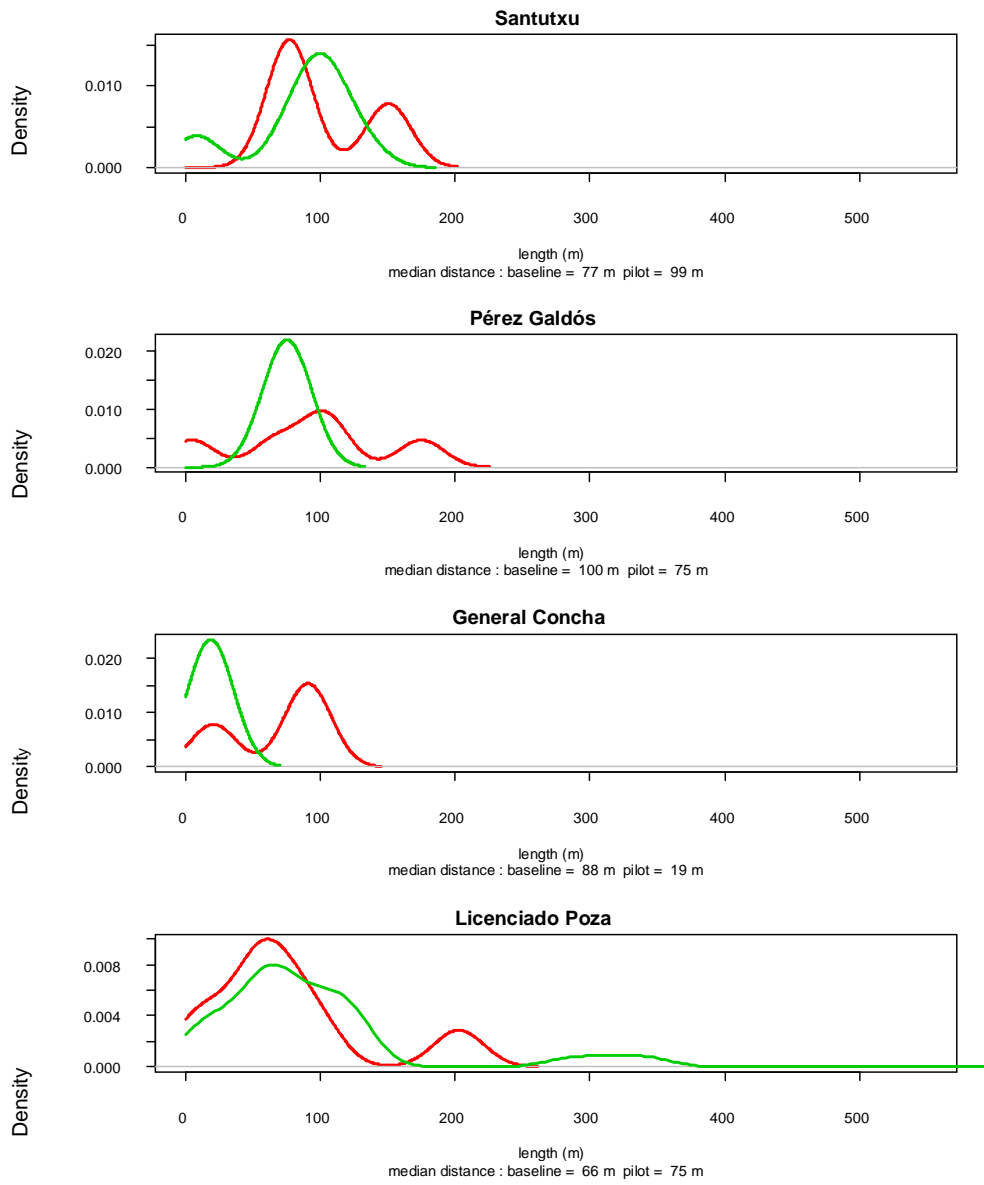 Santutxu
Density
0.010
0.000
0 100 200 300 400 500
length (m)
median distance : baseline = 77 m pilot = 99 m
Pérez Galdós
Density
0.020
0.010
0.000
0 100 200 300 400 500
length (m)
median distance : baseline = 100 m pilot = 75 m
General Concha
Density
0.020
0.010
0.000
0 100 200 300 400 500
length (m)
median distance : baseline = 88 m pilot = 19 m
Licenciado Poza
Density
0.008
0.004
0.000
0 100 200 300 400 500
length (m)
median distance : baseline = 66 m pilot = 75 m